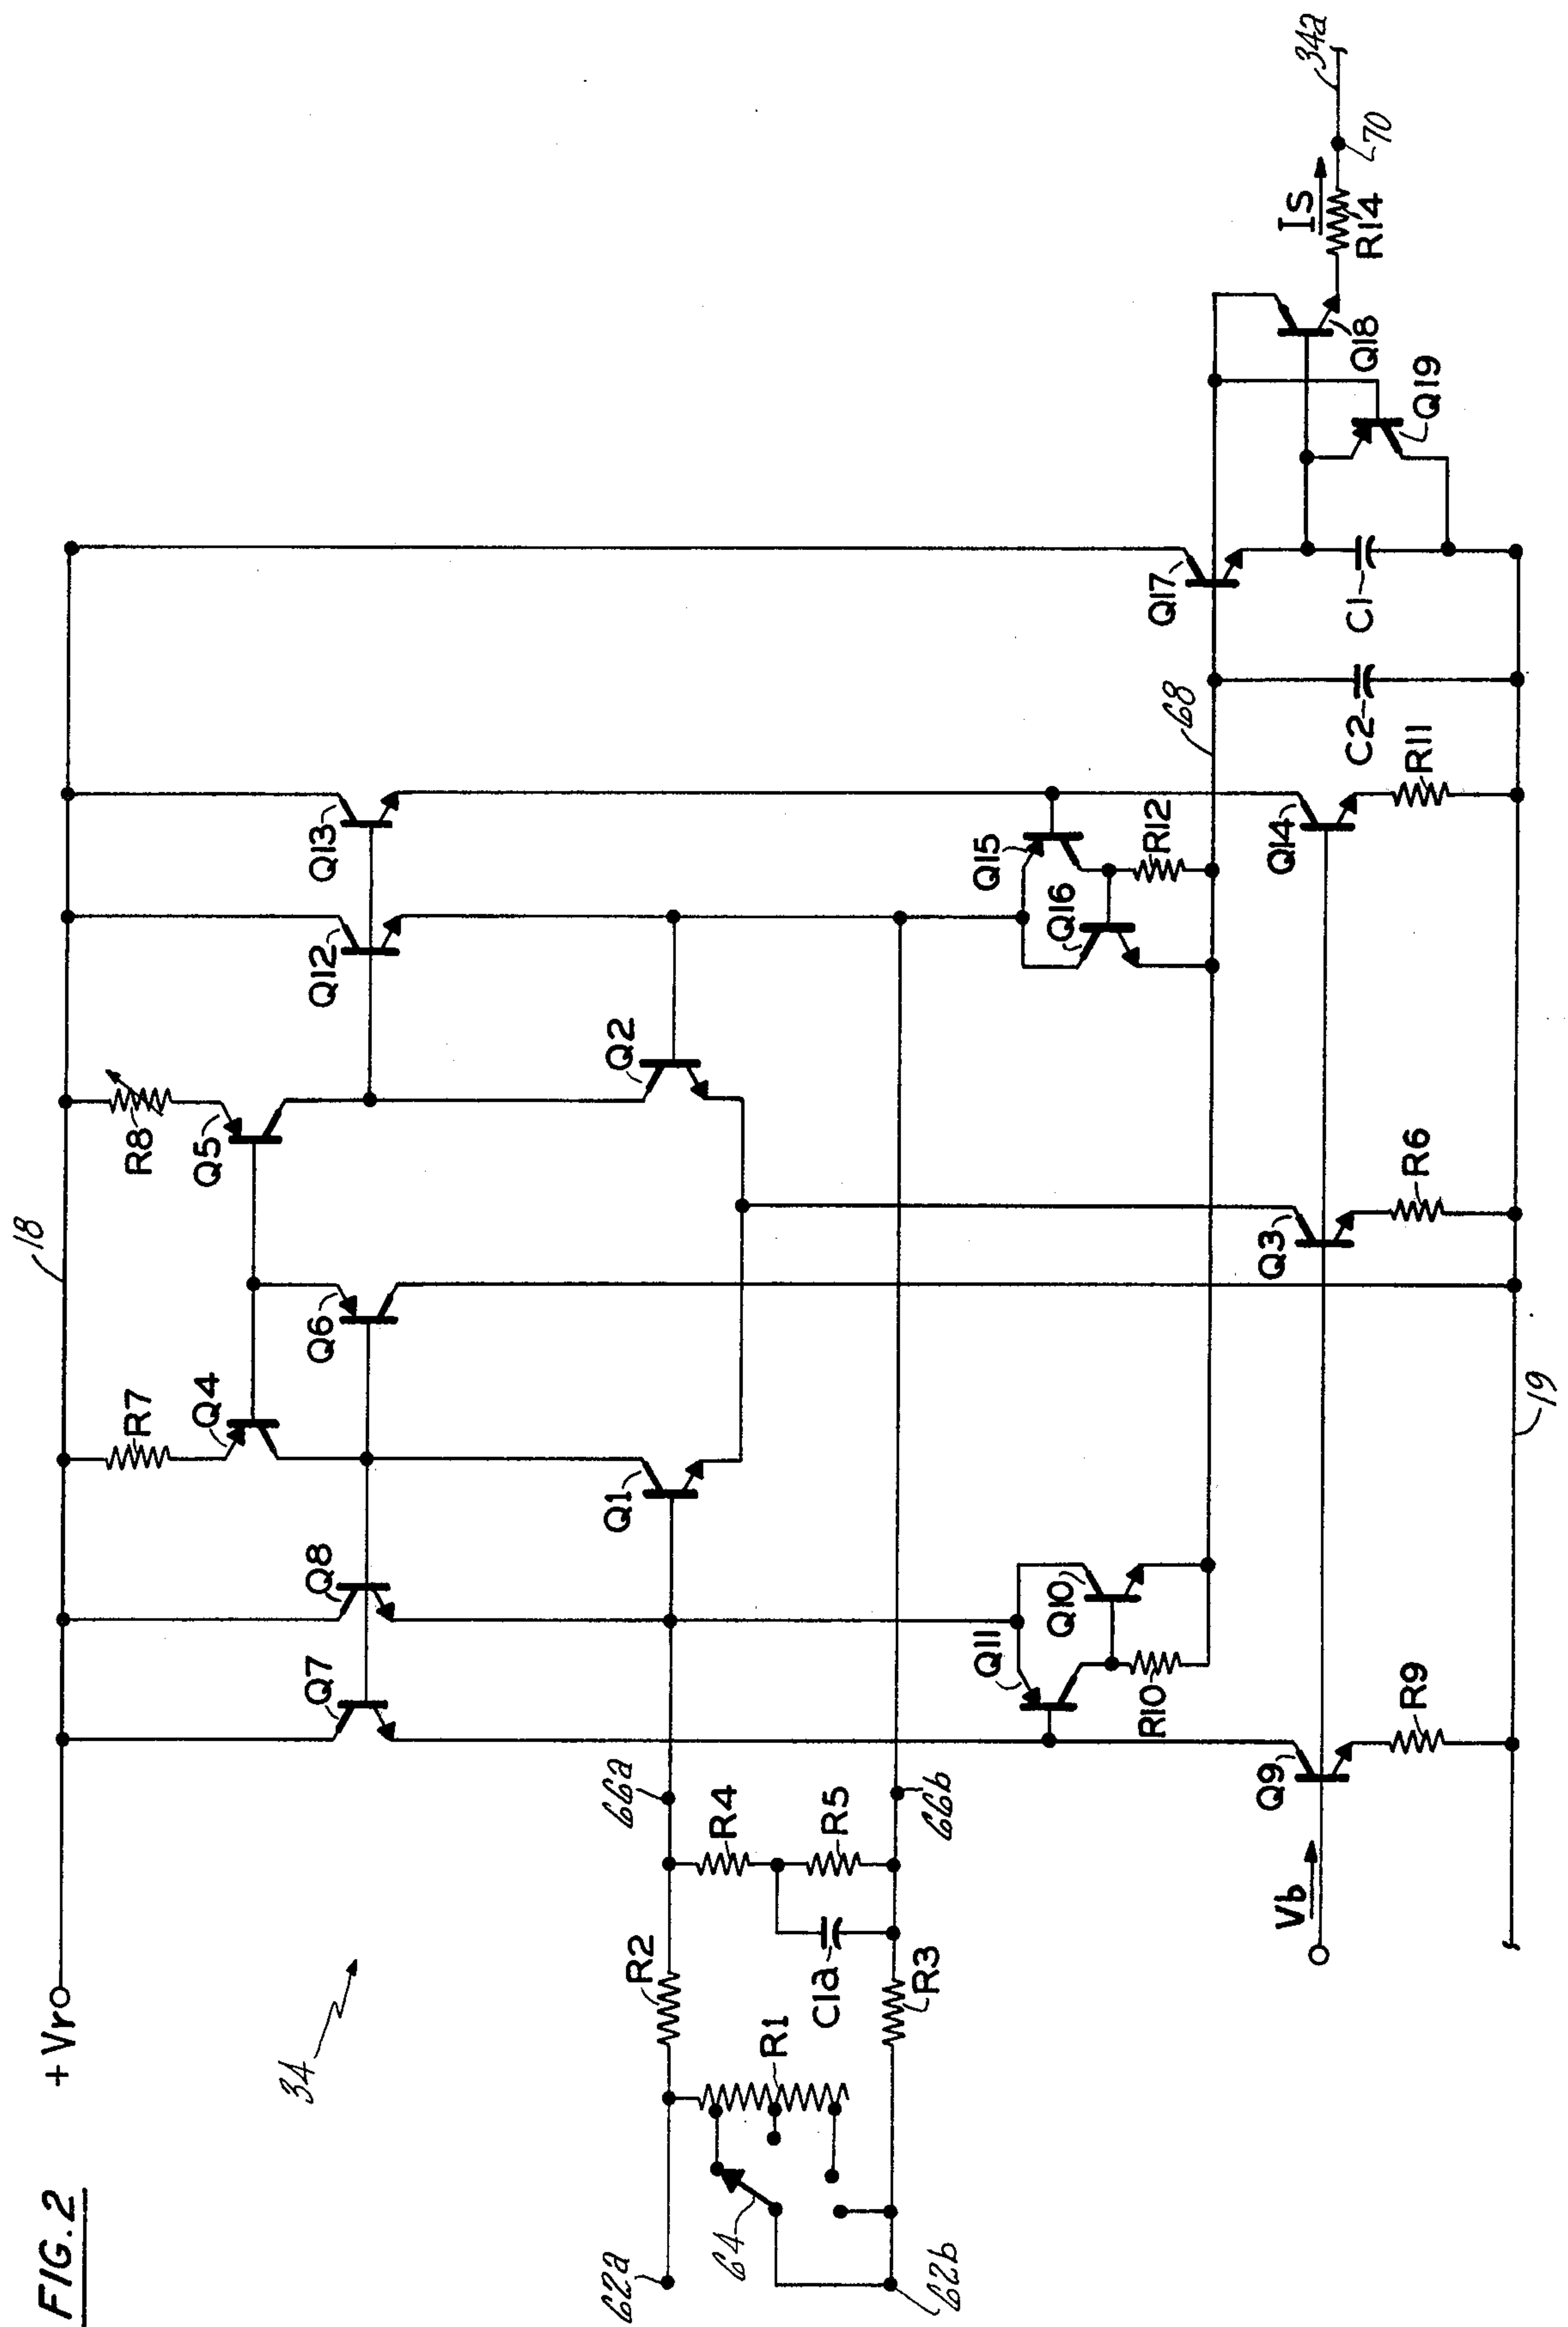 FIG. 2
+ Vr
18
34
R7
R8
Q4
Q5
Q7
Q8
Q6
Q12
Q13
Q1
Q2
62a
R2
66a
64
R1
R4
C1a
R5
62b
R3
66b
Q11
Q10
R10
Q16
Q15
R12
68
Q17
Vb
Q9
Q3
Q14
C2
C1
Q19
Q18
Is
R14
70
34a
R9
R6
R11
19